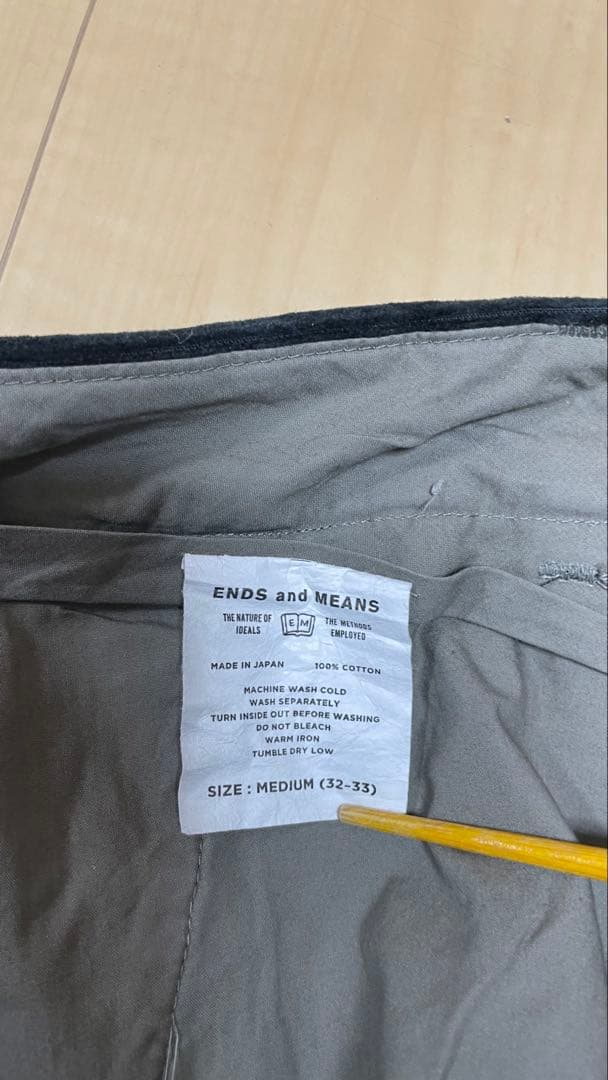 ENDS and MEANS
THE NATURE OF IDEALS
E M
THE METHODS EMPLOYED
MADE IN JAPAN 100% COTTON
MACHINE WASH COLD
WASH SEPARATELY
TURN INSIDE OUT BEFORE WASHING
DO NOT BLEACH
WARM IRON
TUMBLE DRY LOW
SIZE : MEDIUM (32-33)